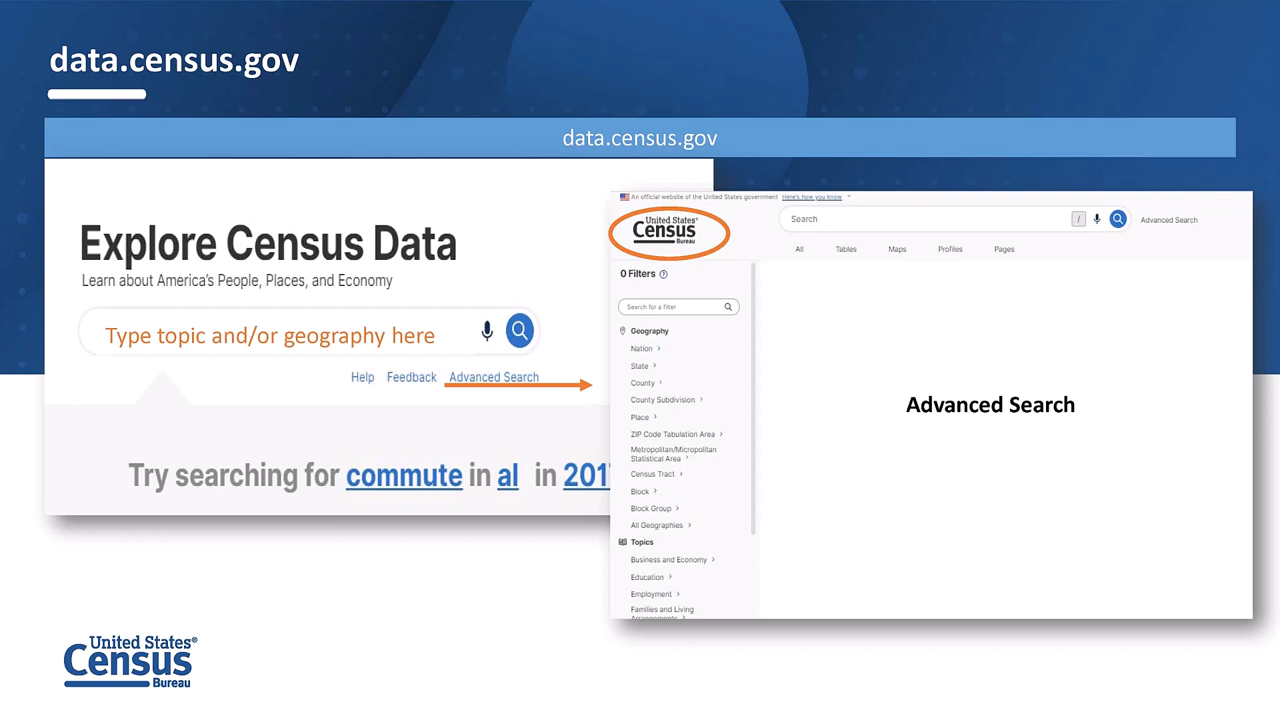 data.census.gov
data.census.gov
Explore Census Data
Learn about America's People, Places, and Economy
Type topic and/or geography here
Help Feedback Advanced Search
Try searching for commute in al in 201
An official website of the United States government Here's how you know
United States®
Census
Bureau
Search / Advanced Search
All Tables Maps Profiles Pages
0 Filters
Search for a filter
Geography
Nation
State
County
County Subdivision
Place
ZIP Code Tabulation Area
Metropolitan/Micropolitan
Statistical Area
Census Tract
Block
Block Group
All Geographies
Topics
Business and Economy
Education
Employment
Families and Living
Arrangements
Advanced Search
United States®
Census
Bureau